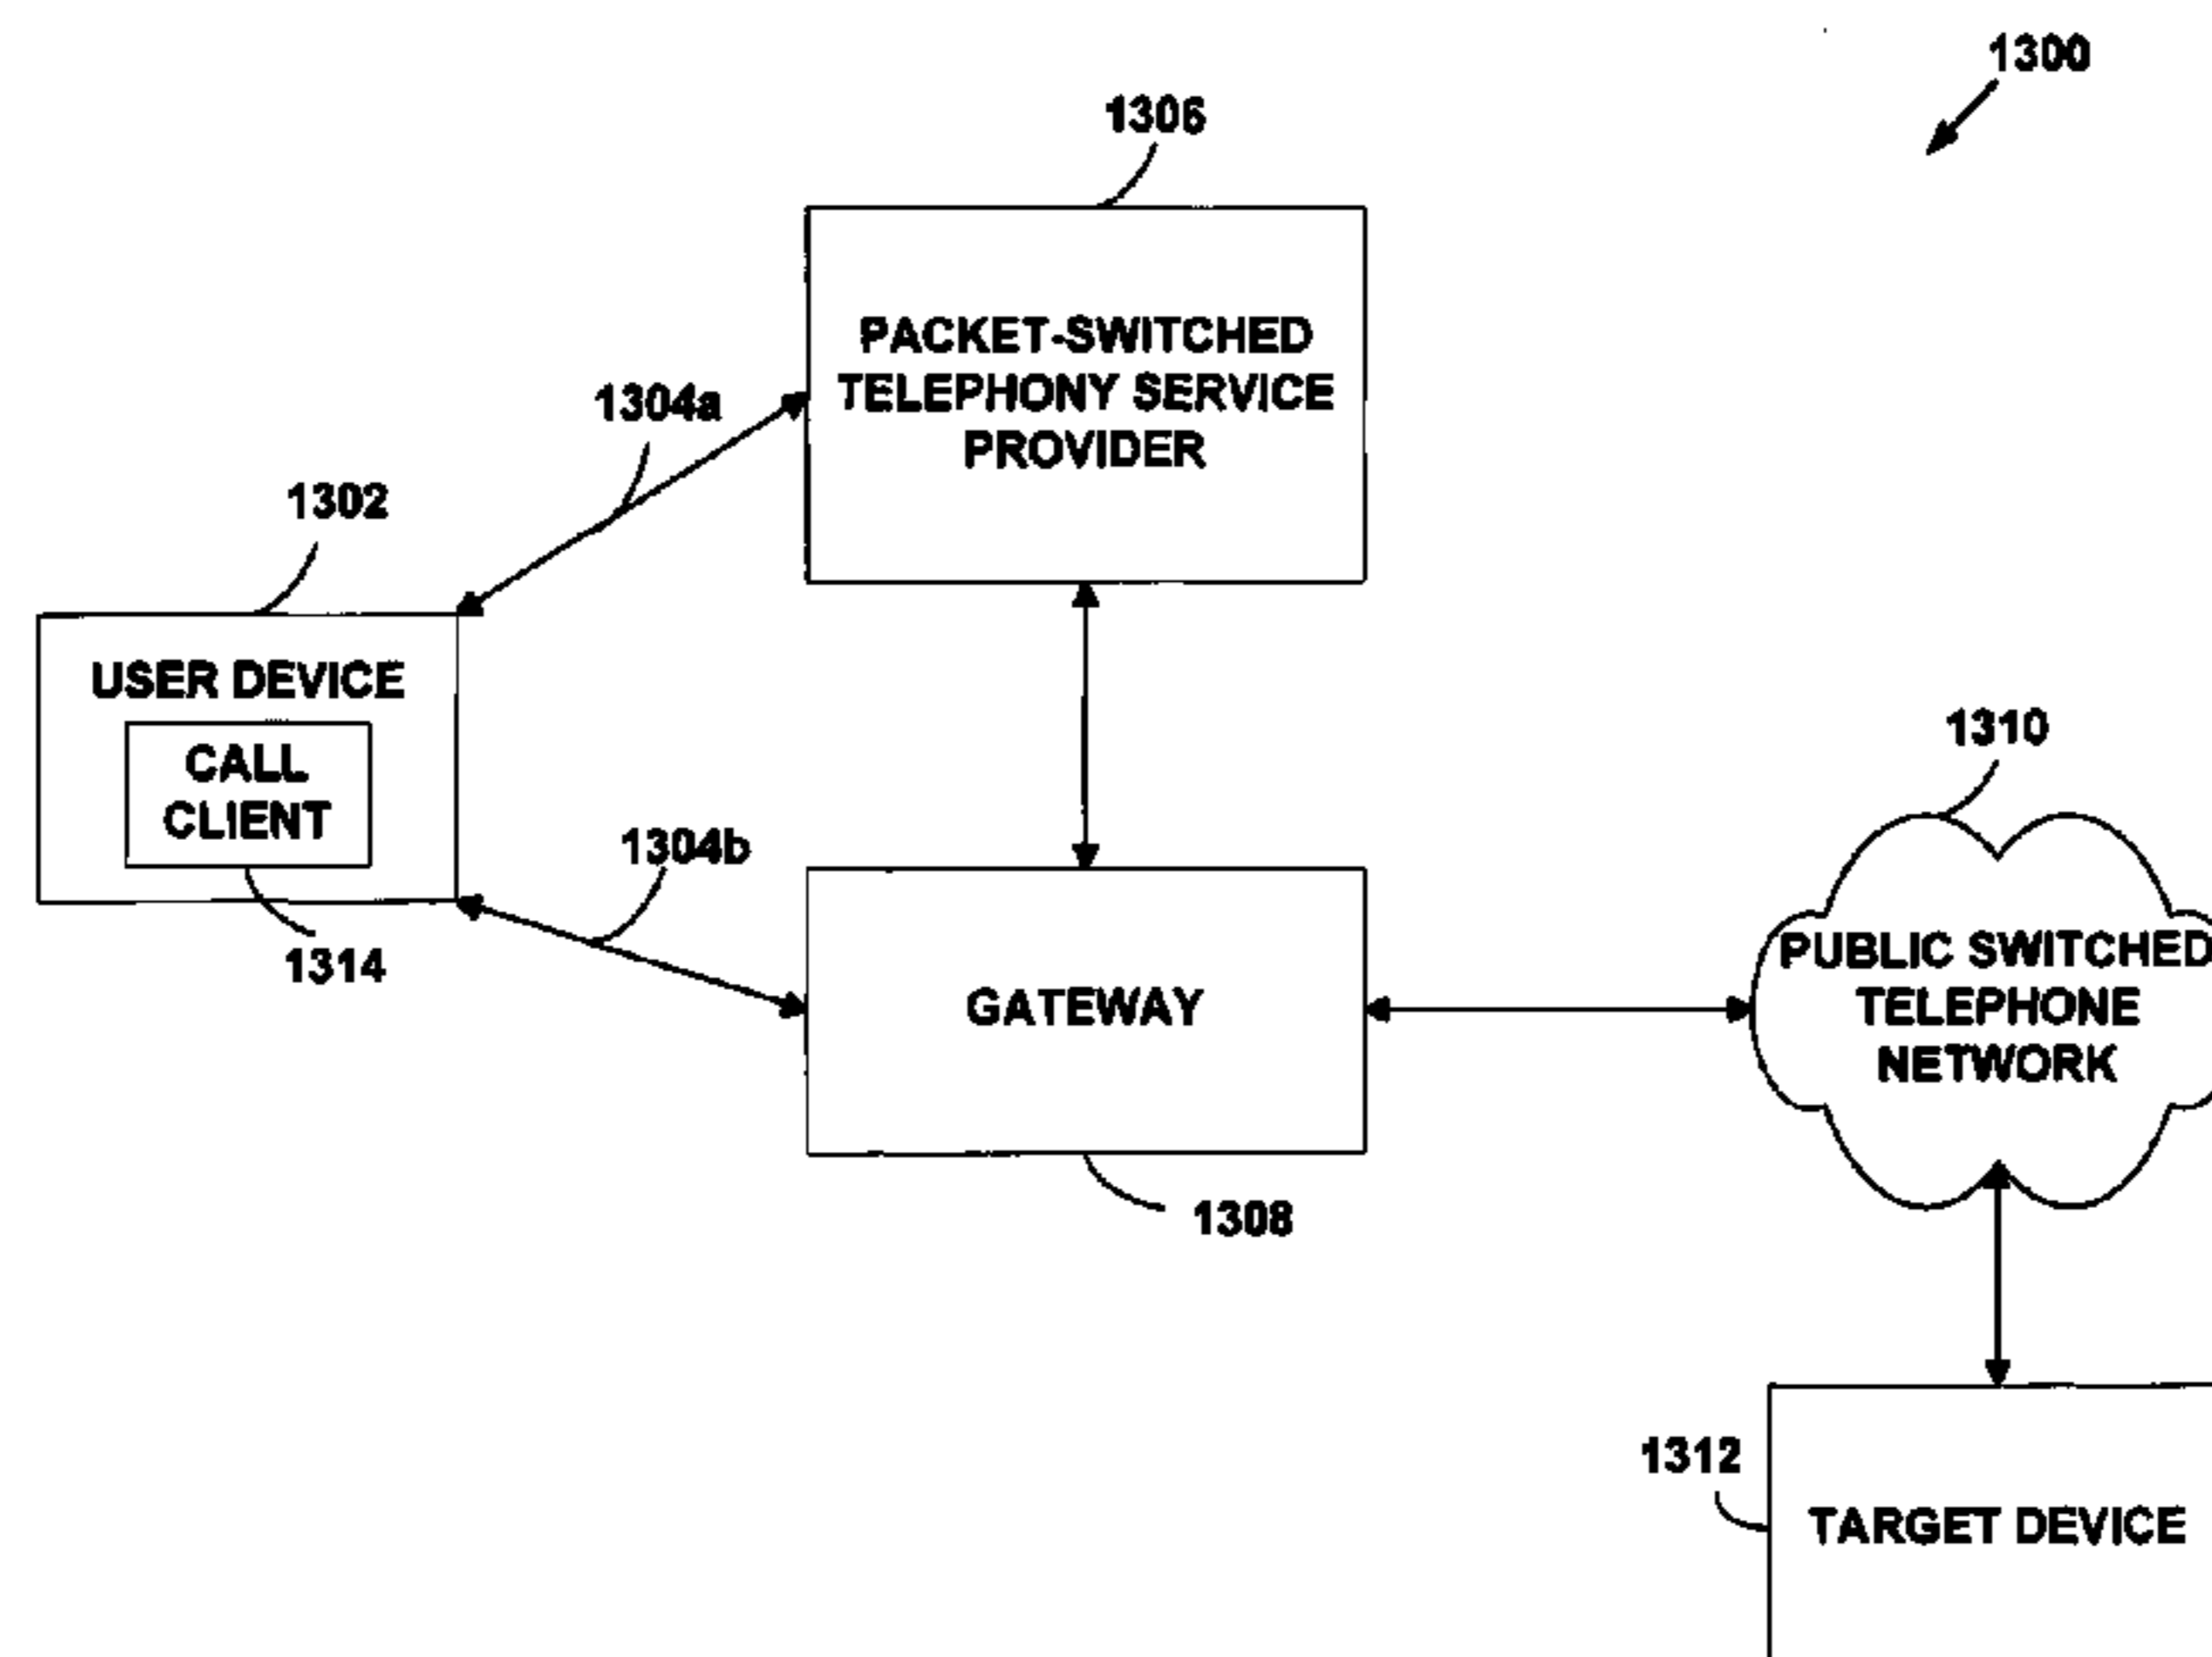 1300
1306
PACKET-SWITCHED
TELEPHONY SERVICE
PROVIDER
1304a
1302
USER DEVICE
CALL
CLIENT
1304b
1314
1310
PUBLIC SWITCHED
TELEPHONE
NETWORK
GATEWAY
1308
1312
TARGET DEVICE